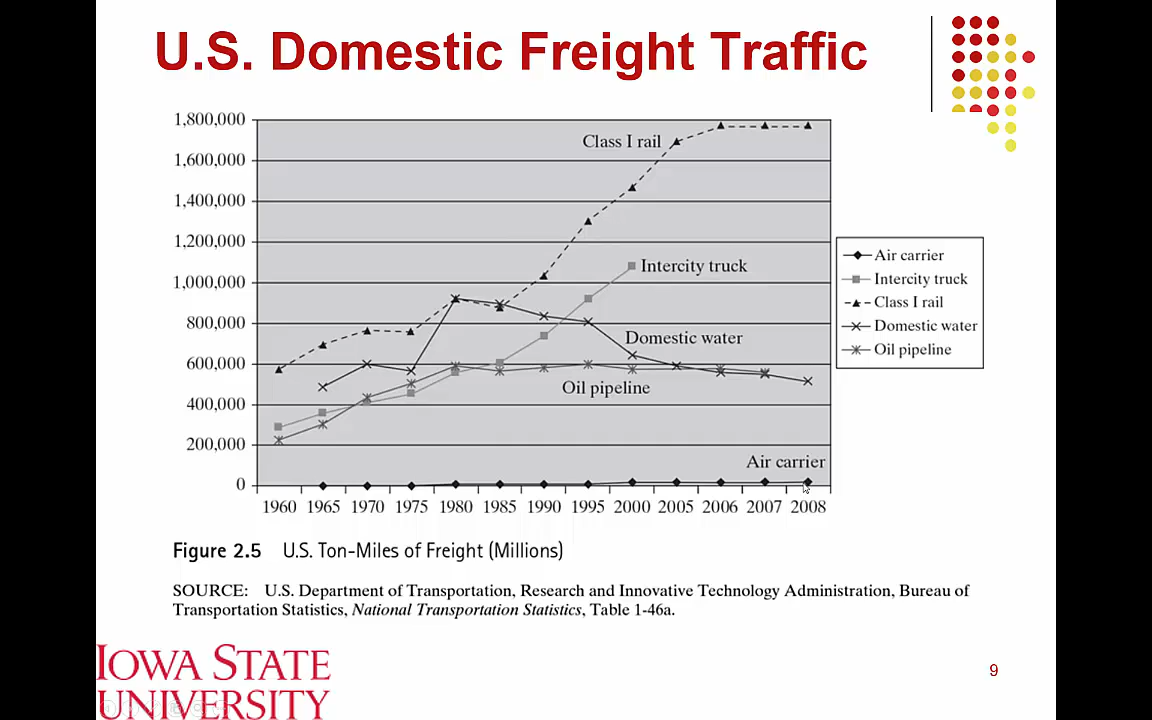 U.S. Domestic Freight Traffic
1,800,000
1,600,000
1,400,000
1,200,000
1,000,000
800,000
600,000
400,000
200,000
0
Class I rail
Intercity truck
Domestic water
Oil pipeline
Air carrier
1960 1965 1970 1975 1980 1985 1990 1995 2000 2005 2006 2007 2008
Air carrier
Intercity truck
Class I rail
Domestic water
Oil pipeline
Figure 2.5 U.S. Ton-Miles of Freight (Millions)
SOURCE: U.S. Department of Transportation, Research and Innovative Technology Administration, Bureau of
Transportation Statistics, National Transportation Statistics, Table 1-46a.
IOWA STATE
UNIVERSITY
9